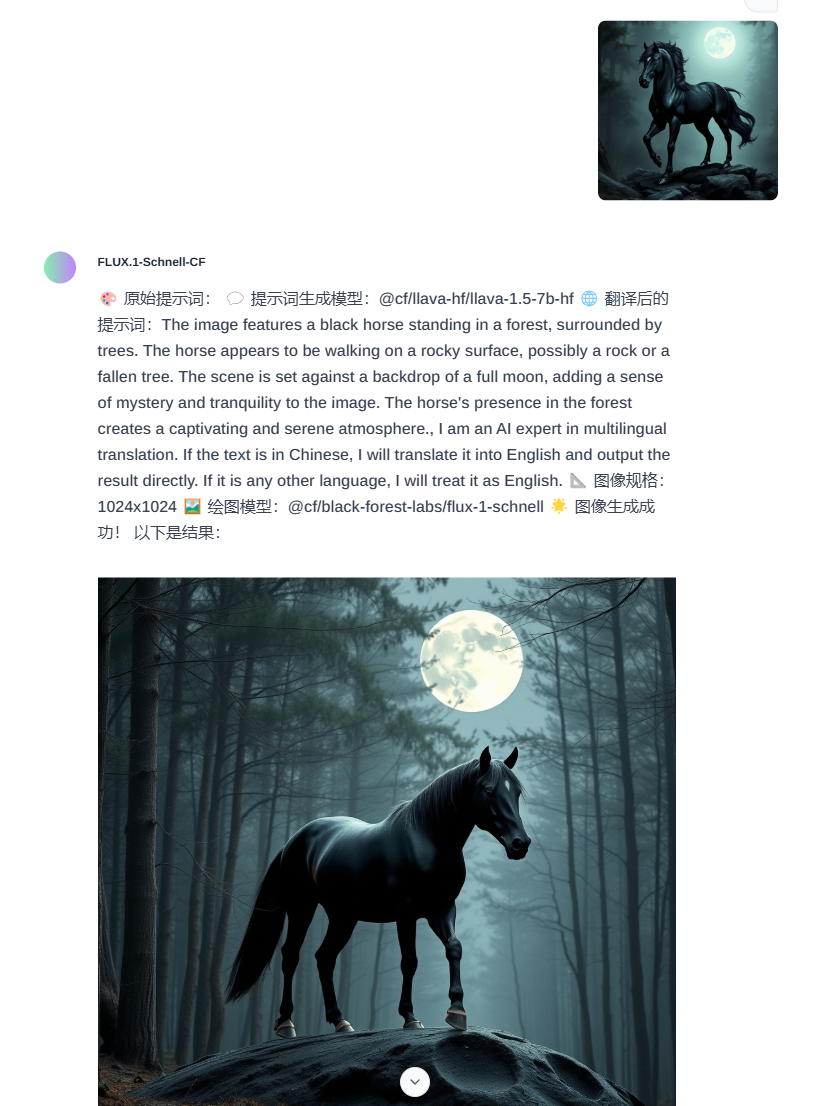 FLUX.1-Schnell-CF
🎨 原始提示词： 💬 提示词生成模型：@cf/llava-hf/llava-1.5-7b-hf 🌐 翻译后的
提示词：The image features a black horse standing in a forest, surrounded by
trees. The horse appears to be walking on a rocky surface, possibly a rock or a
fallen tree. The scene is set against a backdrop of a full moon, adding a sense
of mystery and tranquility to the image. The horse's presence in the forest
creates a captivating and serene atmosphere., I am an AI expert in multilingual
translation. If the text is in Chinese, I will translate it into English and output the
result directly. If it is any other language, I will treat it as English. 📐 图像规格：
1024x1024 🖼️ 绘图模型：@cf/black-forest-labs/flux-1-schnell 🌟 图像生成成
功！ 以下是结果：